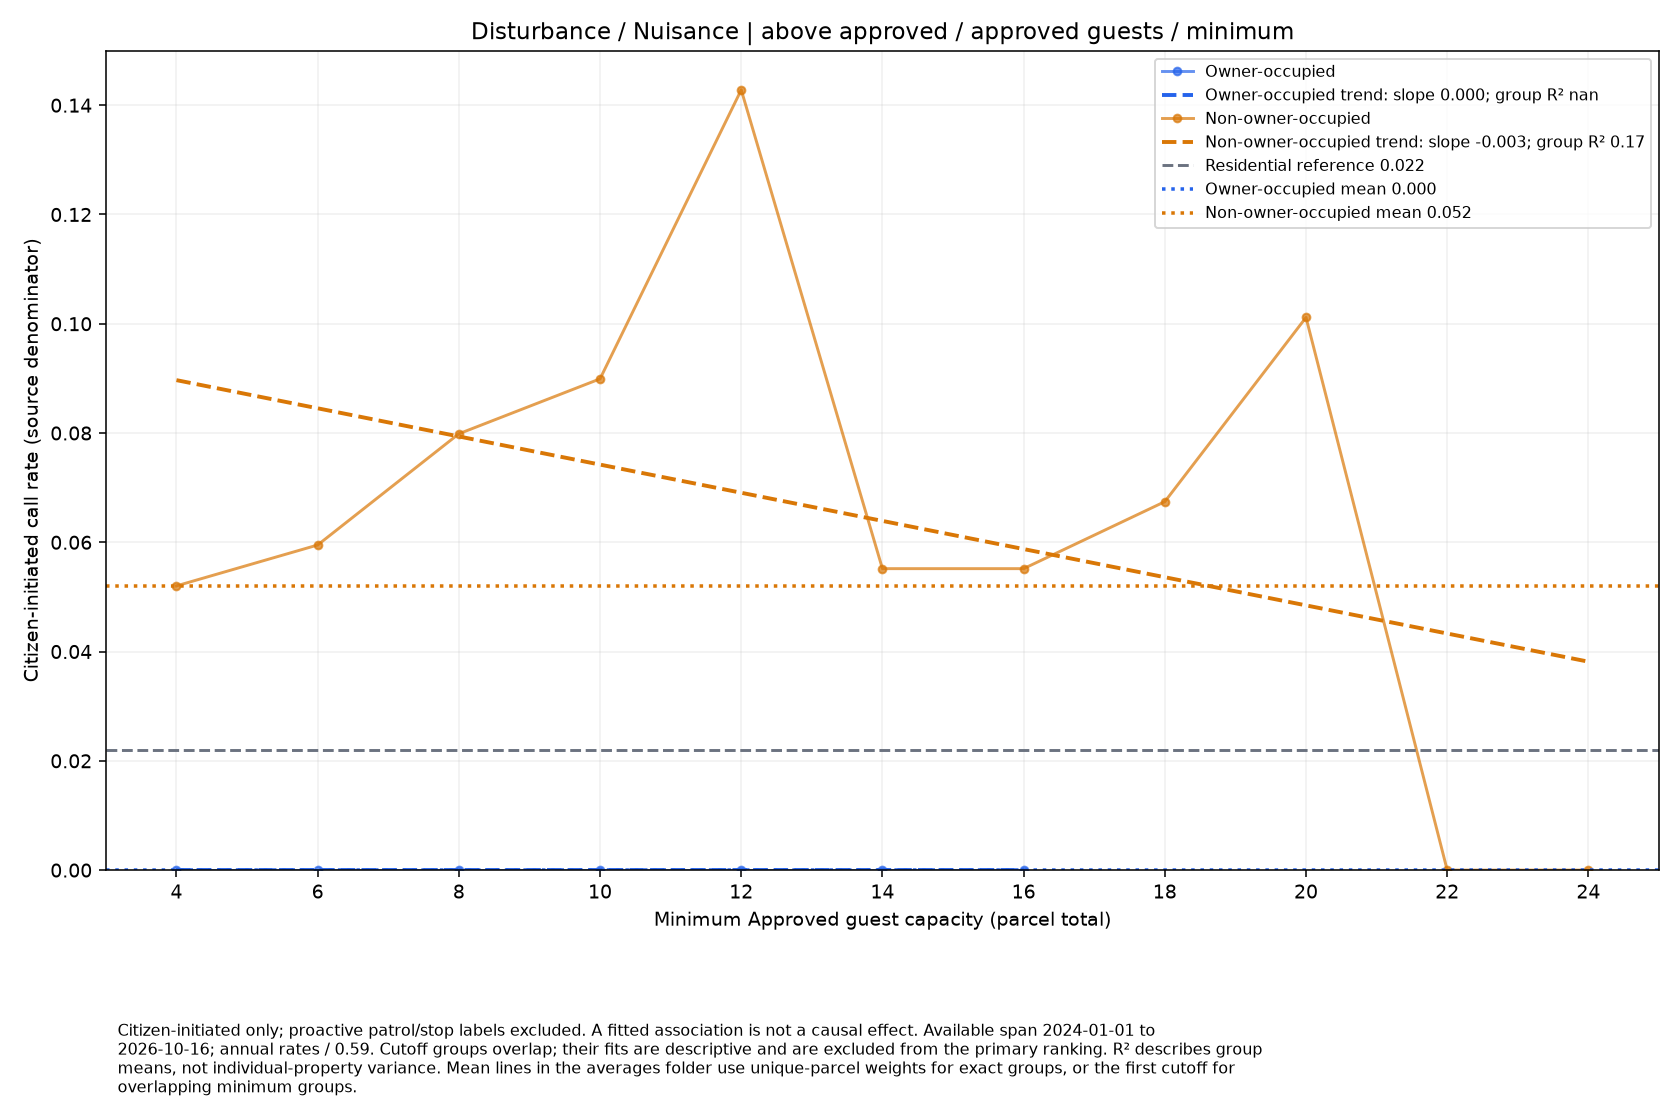 Disturbance / Nuisance | above approved / approved guests / minimum
Owner-occupied
Owner-occupied trend: slope 0.000; group R² nan
Non-owner-occupied
Non-owner-occupied trend: slope -0.003; group R² 0.17
Residential reference 0.022
Owner-occupied mean 0.000
Non-owner-occupied mean 0.052
Citizen-initiated call rate (source denominator)
0.14
0.12
0.10
0.08
0.06
0.04
0.02
0.00
4 6 8 10 12 14 16 18 20 22 24
Minimum Approved guest capacity (parcel total)
Citizen-initiated only; proactive patrol/stop labels excluded. A fitted association is not a causal effect. Available span 2024-01-01 to
2026-10-16; annual rates / 0.59. Cutoff groups overlap; their fits are descriptive and are excluded from the primary ranking. R² describes group
means, not individual-property variance. Mean lines in the averages folder use unique-parcel weights for exact groups, or the first cutoff for
overlapping minimum groups.